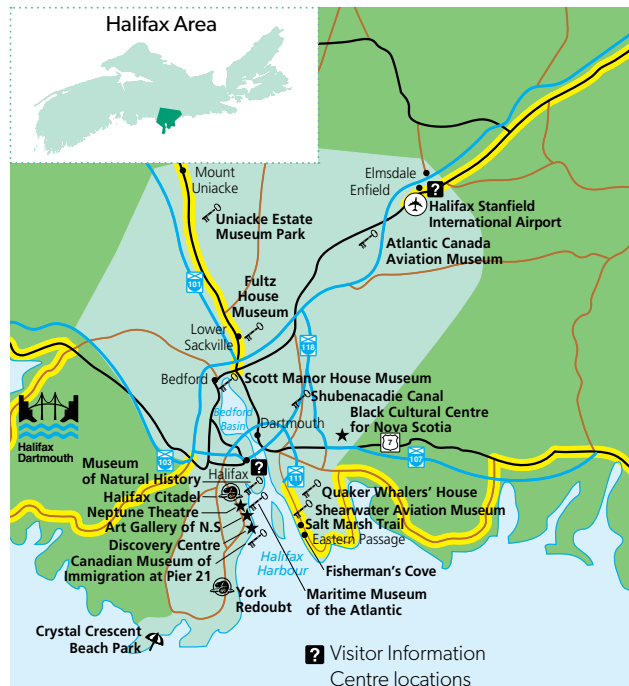 Halifax Area
Mount
Uniacke
Elmsdale
Enfield
?
Halifax Stanfield
International Airport
Uniacke Estate
Museum Park
Atlantic Canada
Aviation Museum
101
Fultz
House
Museum
Lower
Sackville
118
Bedford
Scott Manor House Museum
Shubenacadie Canal
Black Cultural Centre
for Nova Scotia
Bedford
Basin
Dartmouth
7
Halifax
Dartmouth
103
107
111
Museum
of Natural History
Halifax
?
Halifax Citadel
Neptune Theatre
Art Gallery of N.S
Discovery Centre
Canadian Museum of
Immigration at Pier 21
Quaker Whalers' House
Shearwater Aviation Museum
Salt Marsh Trail
Eastern Passage
Halifax
Harbour
Fisherman's Cove
Maritime Museum
of the Atlantic
York
Redoubt
Crystal Crescent
Beach Park
? Visitor Information
Centre locations